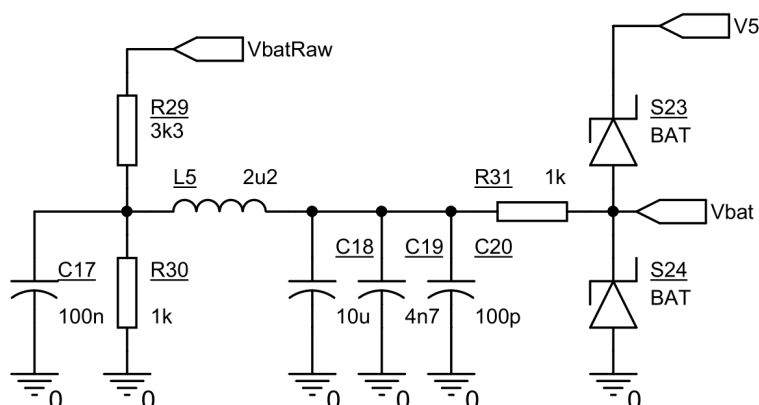 V5
VbatRaw
R29
3k3
S23
BAT
L5
2u2
R31
1k
Vbat
C17
100n
R30
1k
C18
10u
C19
4n7
C20
100p
S24
BAT
0
0
0
0
0
0